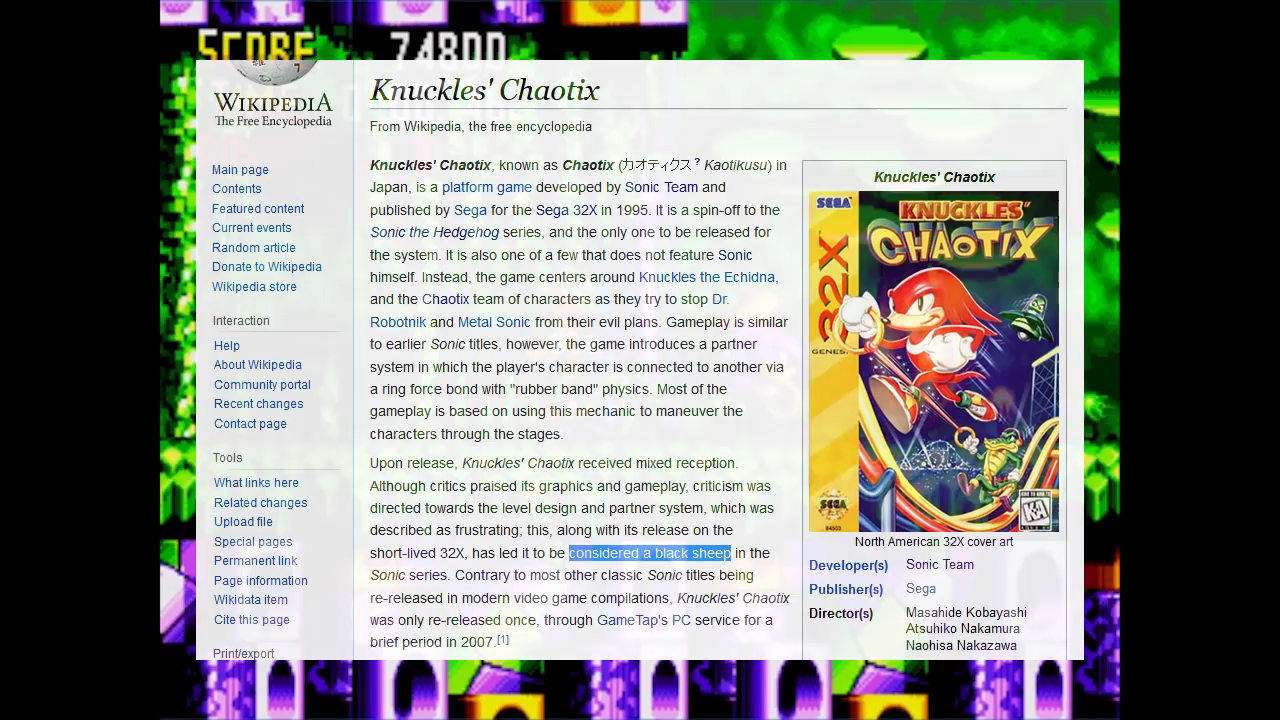 SCORE 74800
WIKIPEDIA
The Free Encyclopedia
Main page
Contents
Featured content
Current events
Random article
Donate to Wikipedia
Wikipedia store
Interaction
Help
About Wikipedia
Community portal
Recent changes
Contact page
Tools
What links here
Related changes
Upload file
Special pages
Permanent link
Page information
Wikidata item
Cite this page
Print/export
Knuckles' Chaotix
From Wikipedia, the free encyclopedia
Knuckles' Chaotix, known as Chaotix (カオティクス ? Kaotikusu) in
Japan, is a platform game developed by Sonic Team and
published by Sega for the Sega 32X in 1995. It is a spin-off to the
Sonic the Hedgehog series, and the only one to be released for
the system. It is also one of a few that does not feature Sonic
himself. Instead, the game centers around Knuckles the Echidna,
and the Chaotix team of characters as they try to stop Dr.
Robotnik and Metal Sonic from their evil plans. Gameplay is similar
to earlier Sonic titles, however, the game introduces a partner
system in which the player's character is connected to another via
a ring force bond with "rubber band" physics. Most of the
gameplay is based on using this mechanic to maneuver the
characters through the stages.
Upon release, Knuckles' Chaotix received mixed reception.
Although critics praised its graphics and gameplay, criticism was
directed towards the level design and partner system, which was
described as frustrating; this, along with its release on the
short-lived 32X, has led it to be considered a black sheep in the
Sonic series. Contrary to most other classic Sonic titles being
re-released in modern video game compilations, Knuckles' Chaotix
was only re-released once, through GameTap's PC service for a
brief period in 2007.[1]
Knuckles' Chaotix
SEGA
KNUCKLES'
CHAOTIX
32X
GENES
SEGA
84503
KA
North American 32X cover art
Developer(s) Sonic Team
Publisher(s) Sega
Director(s) Masahide Kobayashi
Atsuhiko Nakamura
Naohisa Nakazawa